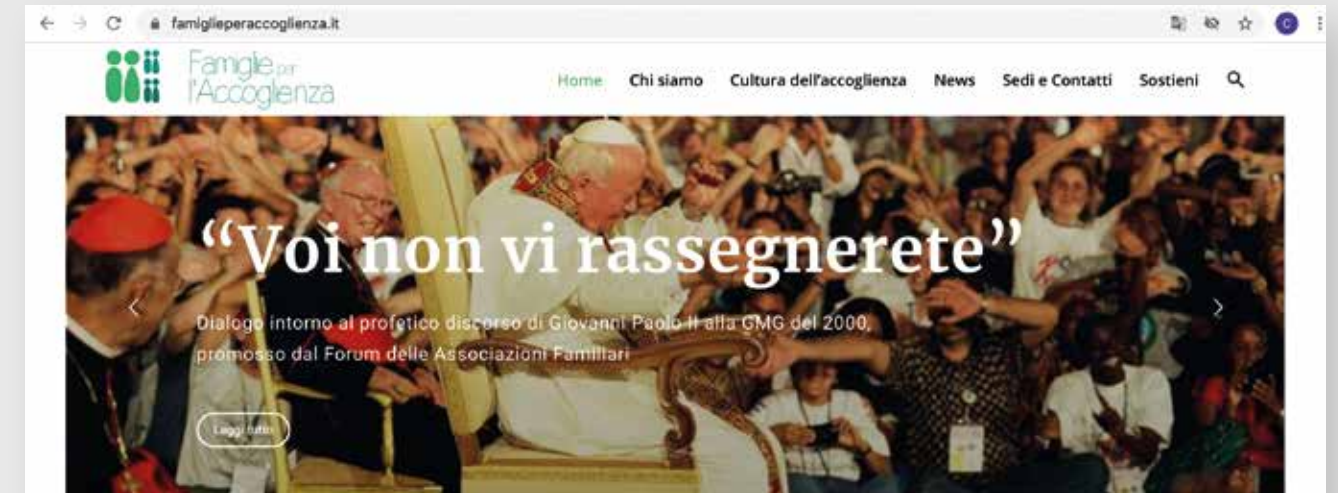 famiglieperaccoglienza.it
C
Famiglie per
l'Accoglienza
Home Chi siamo Cultura dell'accoglienza News Sedi e Contatti Sostieni
“Voi non vi rassegnerete”
Dialogo intorno al profetico discorso di Giovanni Paolo II alla GMG del 2000,
promosso dal Forum delle Associazioni Familiari
Leggi tutto